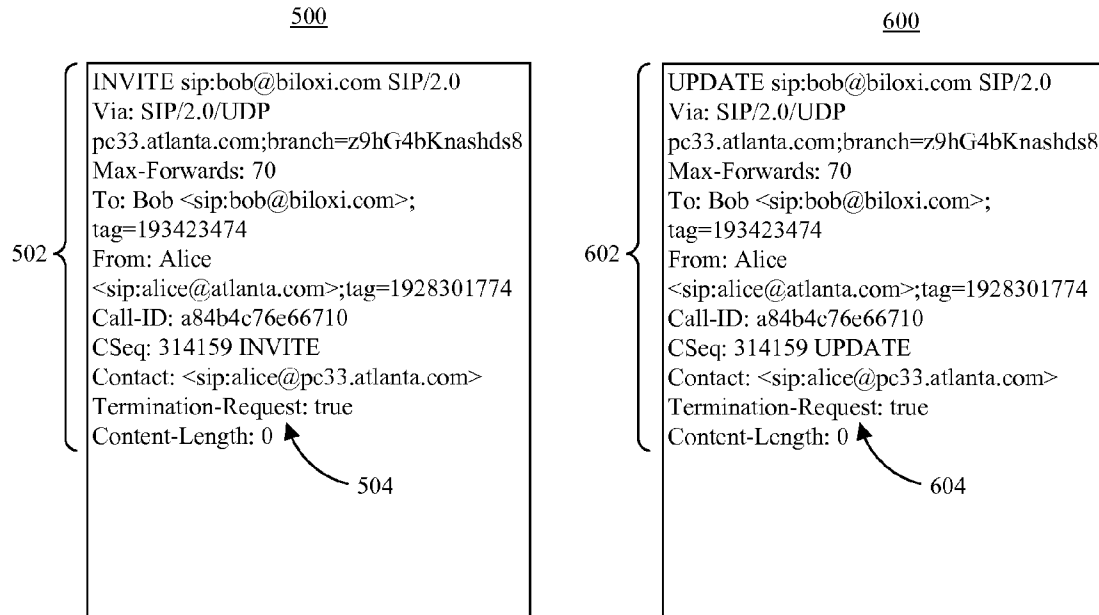 500
INVITE sip:bob@biloxi.com SIP/2.0
Via: SIP/2.0/UDP
pc33.atlanta.com;branch=z9hG4bKnashds8
Max-Forwards: 70
To: Bob <sip:bob@biloxi.com>;
tag=193423474
From: Alice
<sip:alice@atlanta.com>;tag=1928301774
Call-ID: a84b4c76e66710
CSeq: 314159 INVITE
Contact: <sip:alice@pc33.atlanta.com>
Termination-Request: true
Content-Length: 0
502
504
600
UPDATE sip:bob@biloxi.com SIP/2.0
Via: SIP/2.0/UDP
pc33.atlanta.com;branch=z9hG4bKnashds8
Max-Forwards: 70
To: Bob <sip:bob@biloxi.com>;
tag=193423474
From: Alice
<sip:alice@atlanta.com>;tag=1928301774
Call-ID: a84b4c76e66710
CSeq: 314159 UPDATE
Contact: <sip:alice@pc33.atlanta.com>
Termination-Request: true
Content-Length: 0
602
604